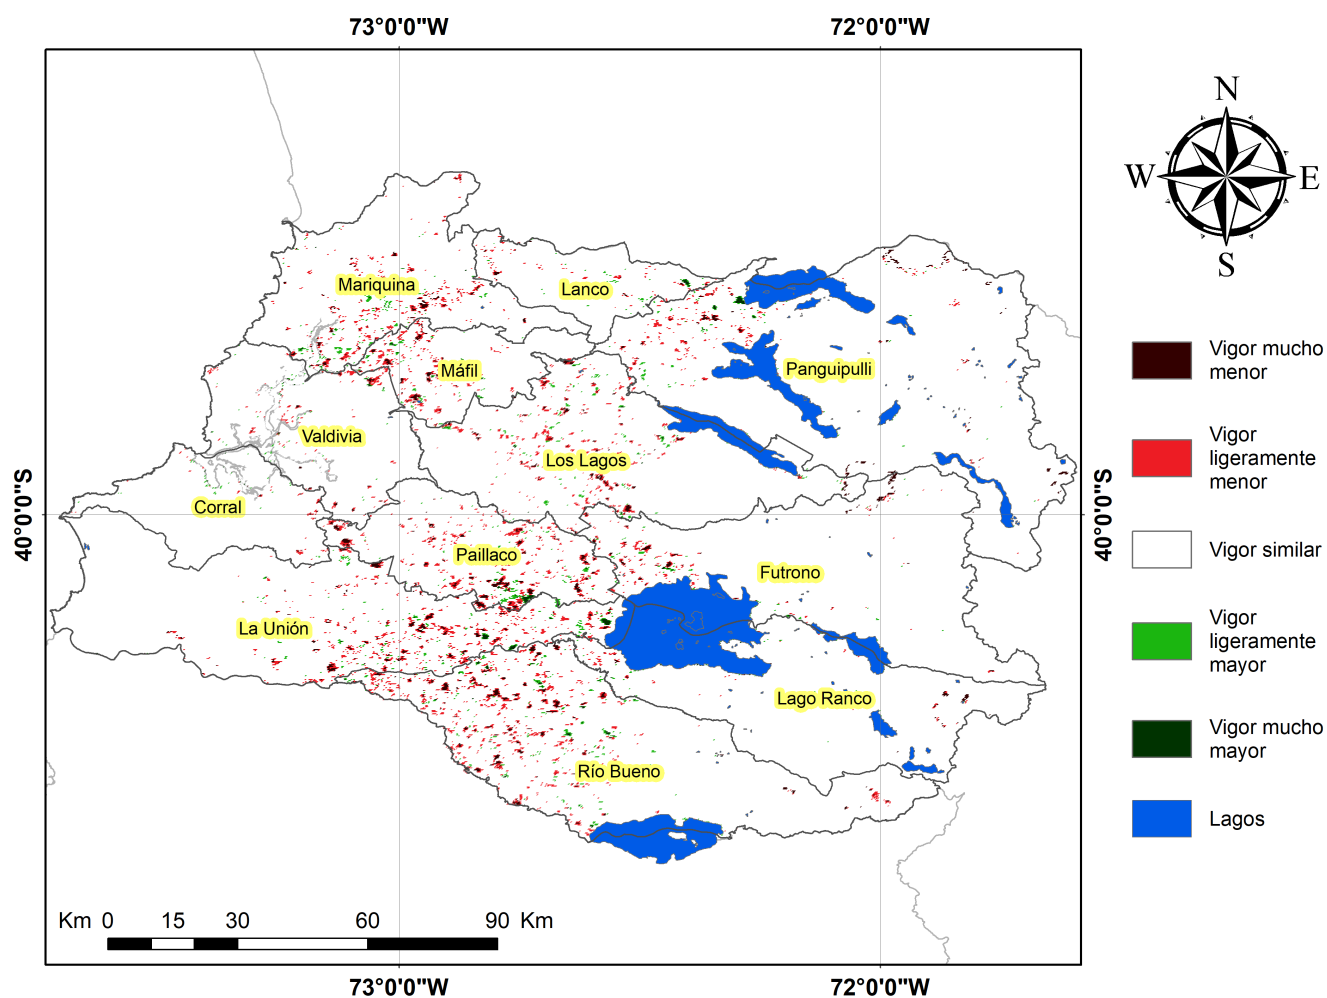 73°0'0"W
72°0'0"W
N
W
E
S
Mariquina
Lanco
Máfil
Panguipulli
Valdivia
Los Lagos
Corral
40°0'0"S
40°0'0"S
Paillaco
Futrono
La Unión
Lago Ranco
Río Bueno
Km 0 15 30 60 90 Km
73°0'0"W
72°0'0"W
Vigor mucho
menor
Vigor
ligeramente
menor
Vigor similar
Vigor
ligeramente
mayor
Vigor mucho
mayor
Lagos